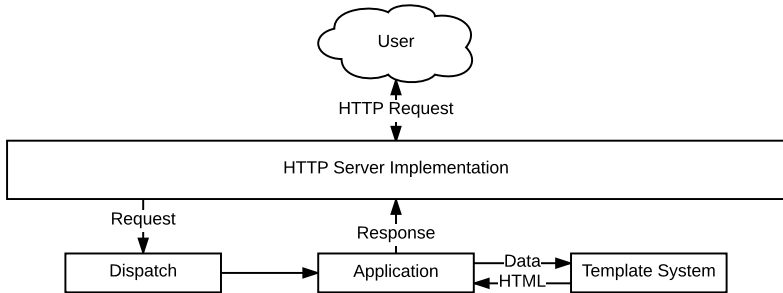 User
HTTP Request
HTTP Server Implementation
Request
Response
Dispatch
Application
Data
HTML
Template System